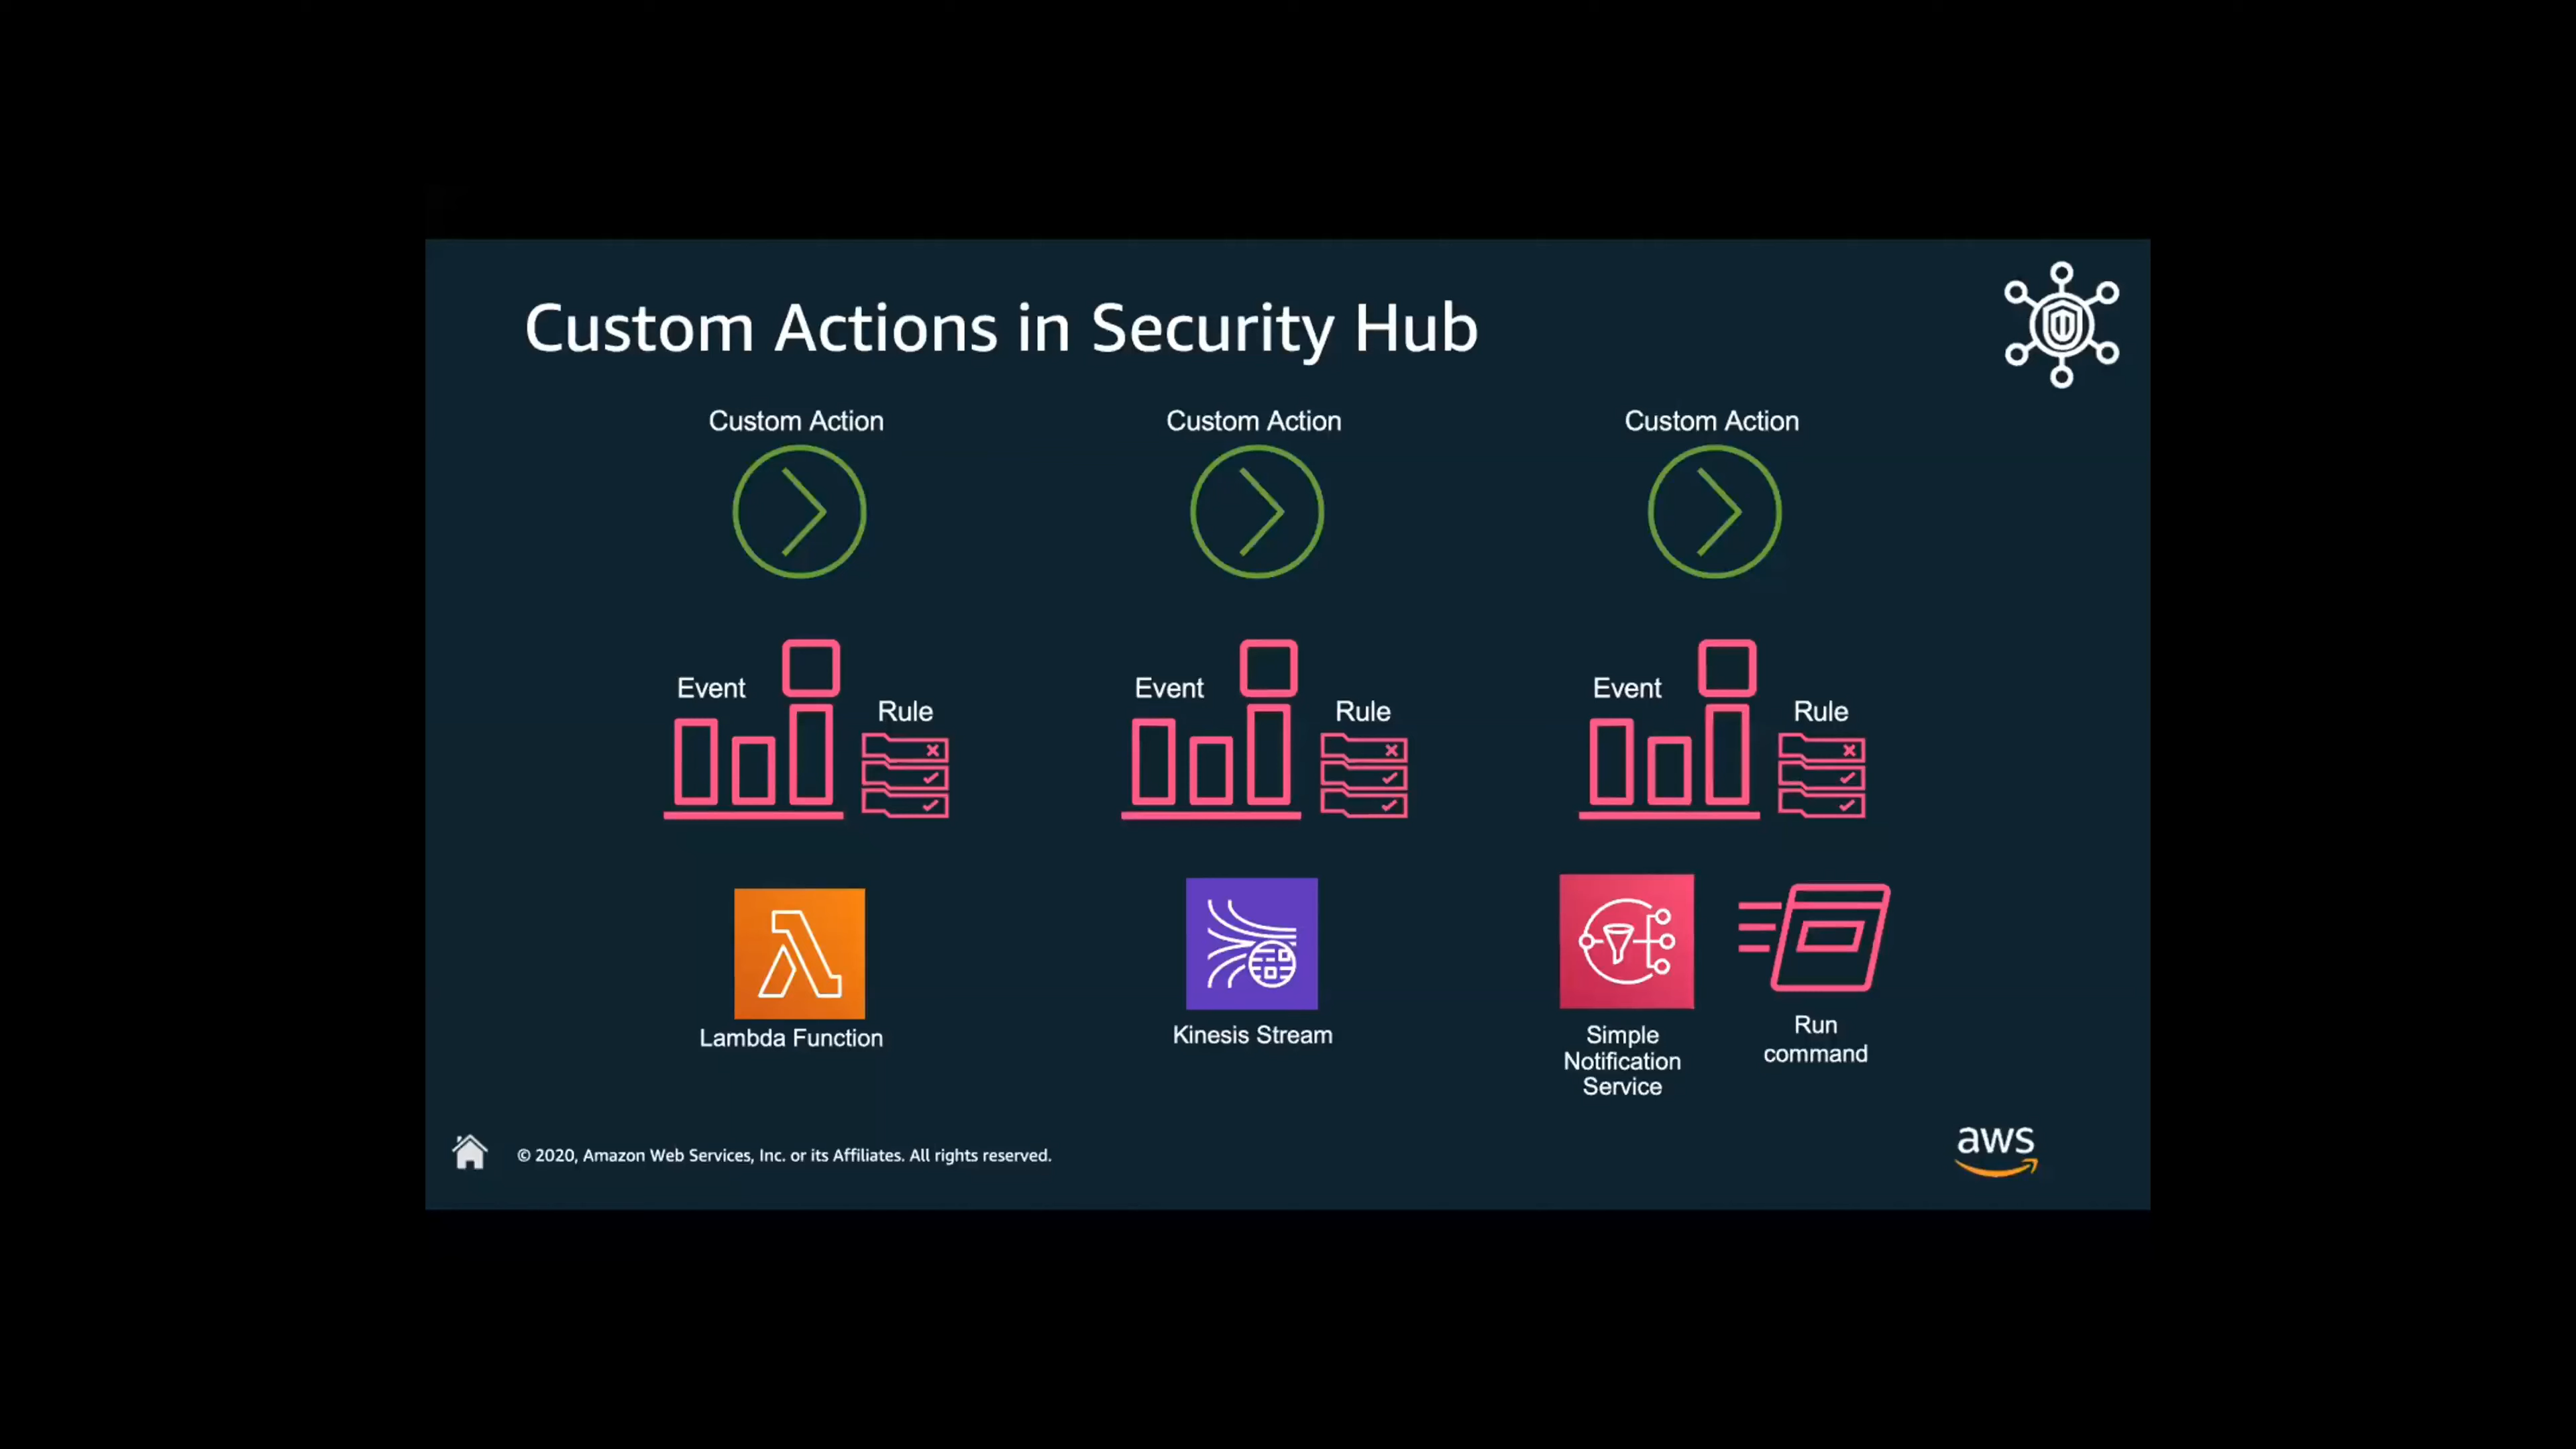 Custom Actions in Security Hub
Custom Action
Custom Action
Custom Action
Event
Rule
Event
Rule
Event
Rule
Lambda Function
Kinesis Stream
Simple
Notification
Service
Run
command
© 2020, Amazon Web Services, Inc. or its Affiliates. All rights reserved.
aws